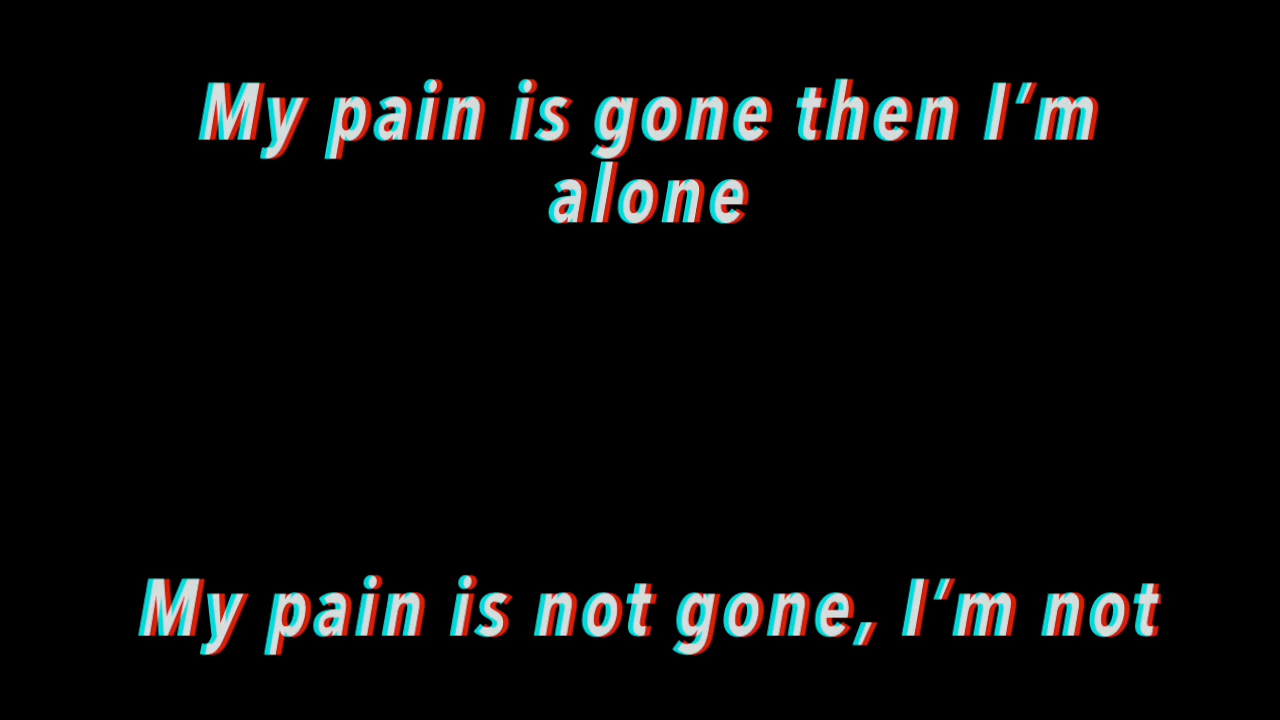 My pain is gone then I’m
alone
My pain is not gone, I’m not